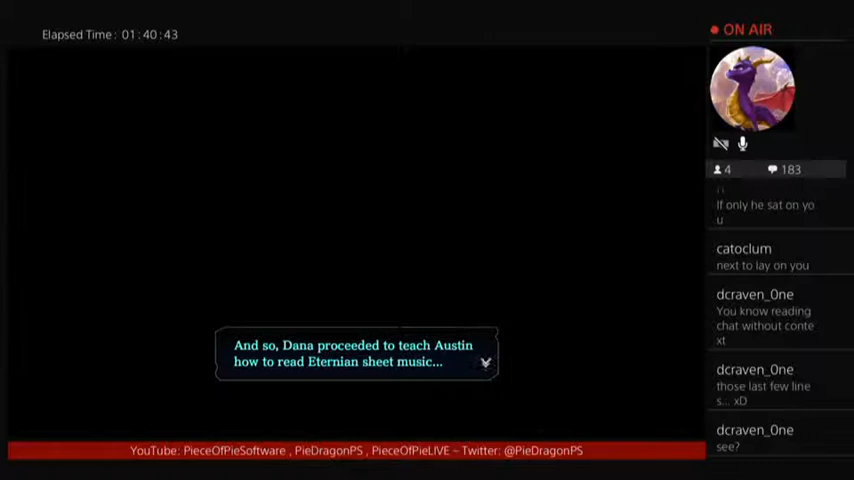 Elapsed Time : 01:40:43
ON AIR
4
183
If only he sat on yo
u
catoclum
next to lay on you
dcraven_0ne
You know reading
chat without conte
xt
dcraven_0ne
those last few line
s... xD
dcraven_0ne
see?
And so, Dana proceeded to teach Austin
how to read Eternian sheet music...
YouTube: PieceOfPieSoftware , PieDragonPS , PieceOfPieLIVE – Twitter: @PieDragonPS